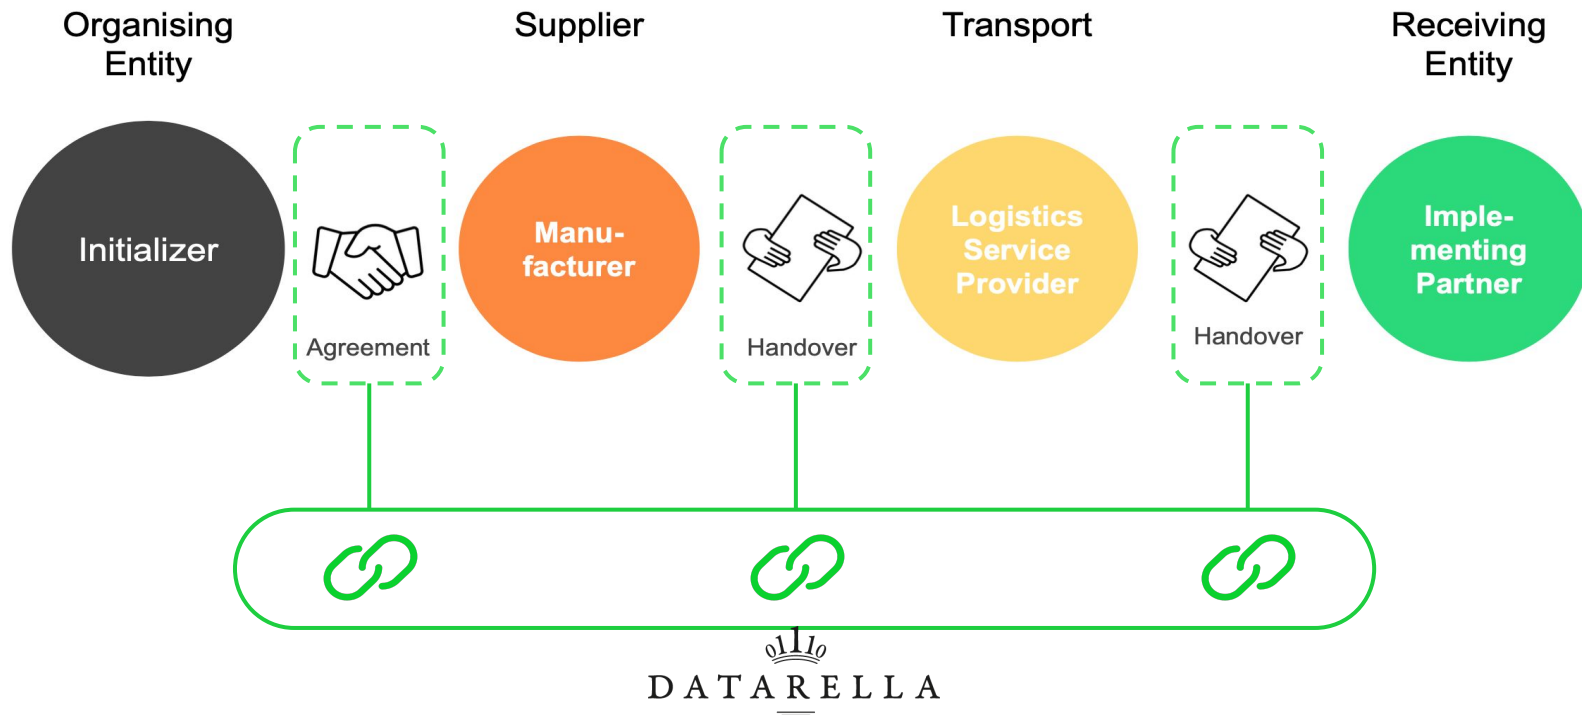 Organising
Entity
Supplier
Transport
Receiving
Entity
Initializer
Agreement
Manu-
facturer
Handover
Logistics
Service
Provider
Handover
Imple-
menting
Partner
01110
DATARELLA